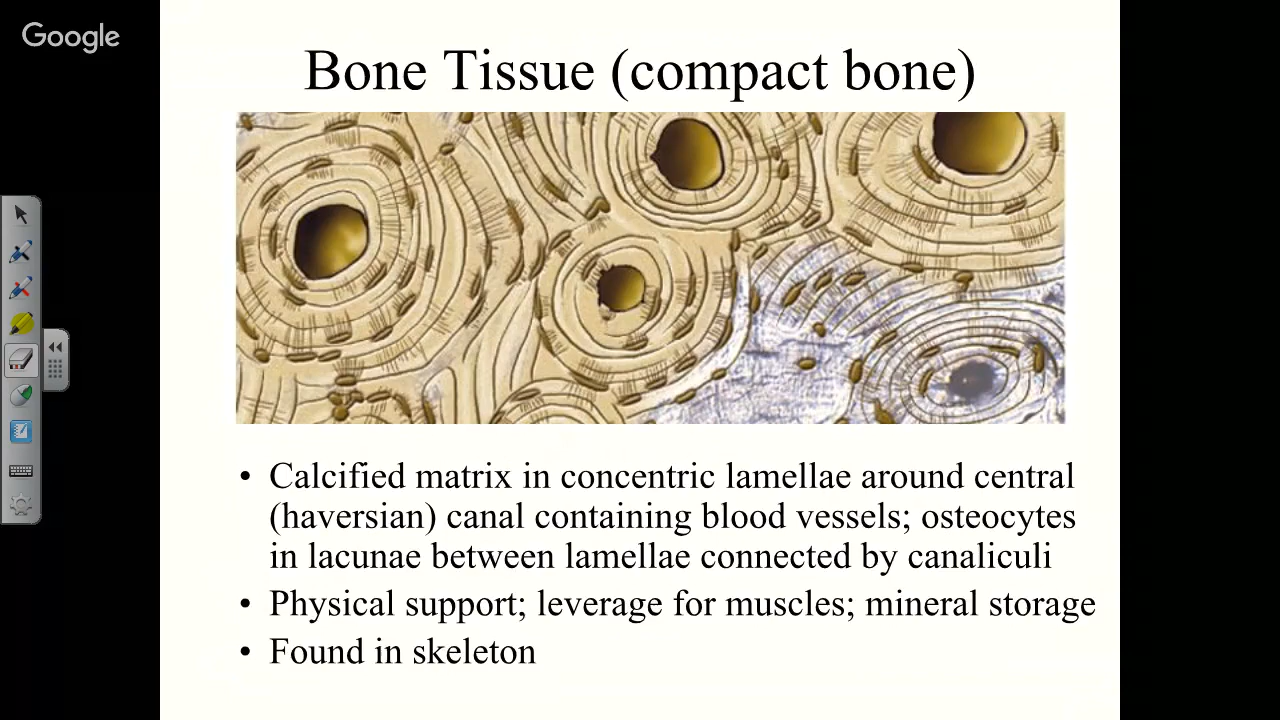 Google
Bone Tissue (compact bone)
• Calcified matrix in concentric lamellae around central
(haversian) canal containing blood vessels; osteocytes
in lacunae between lamellae connected by canaliculi
• Physical support; leverage for muscles; mineral storage
• Found in skeleton